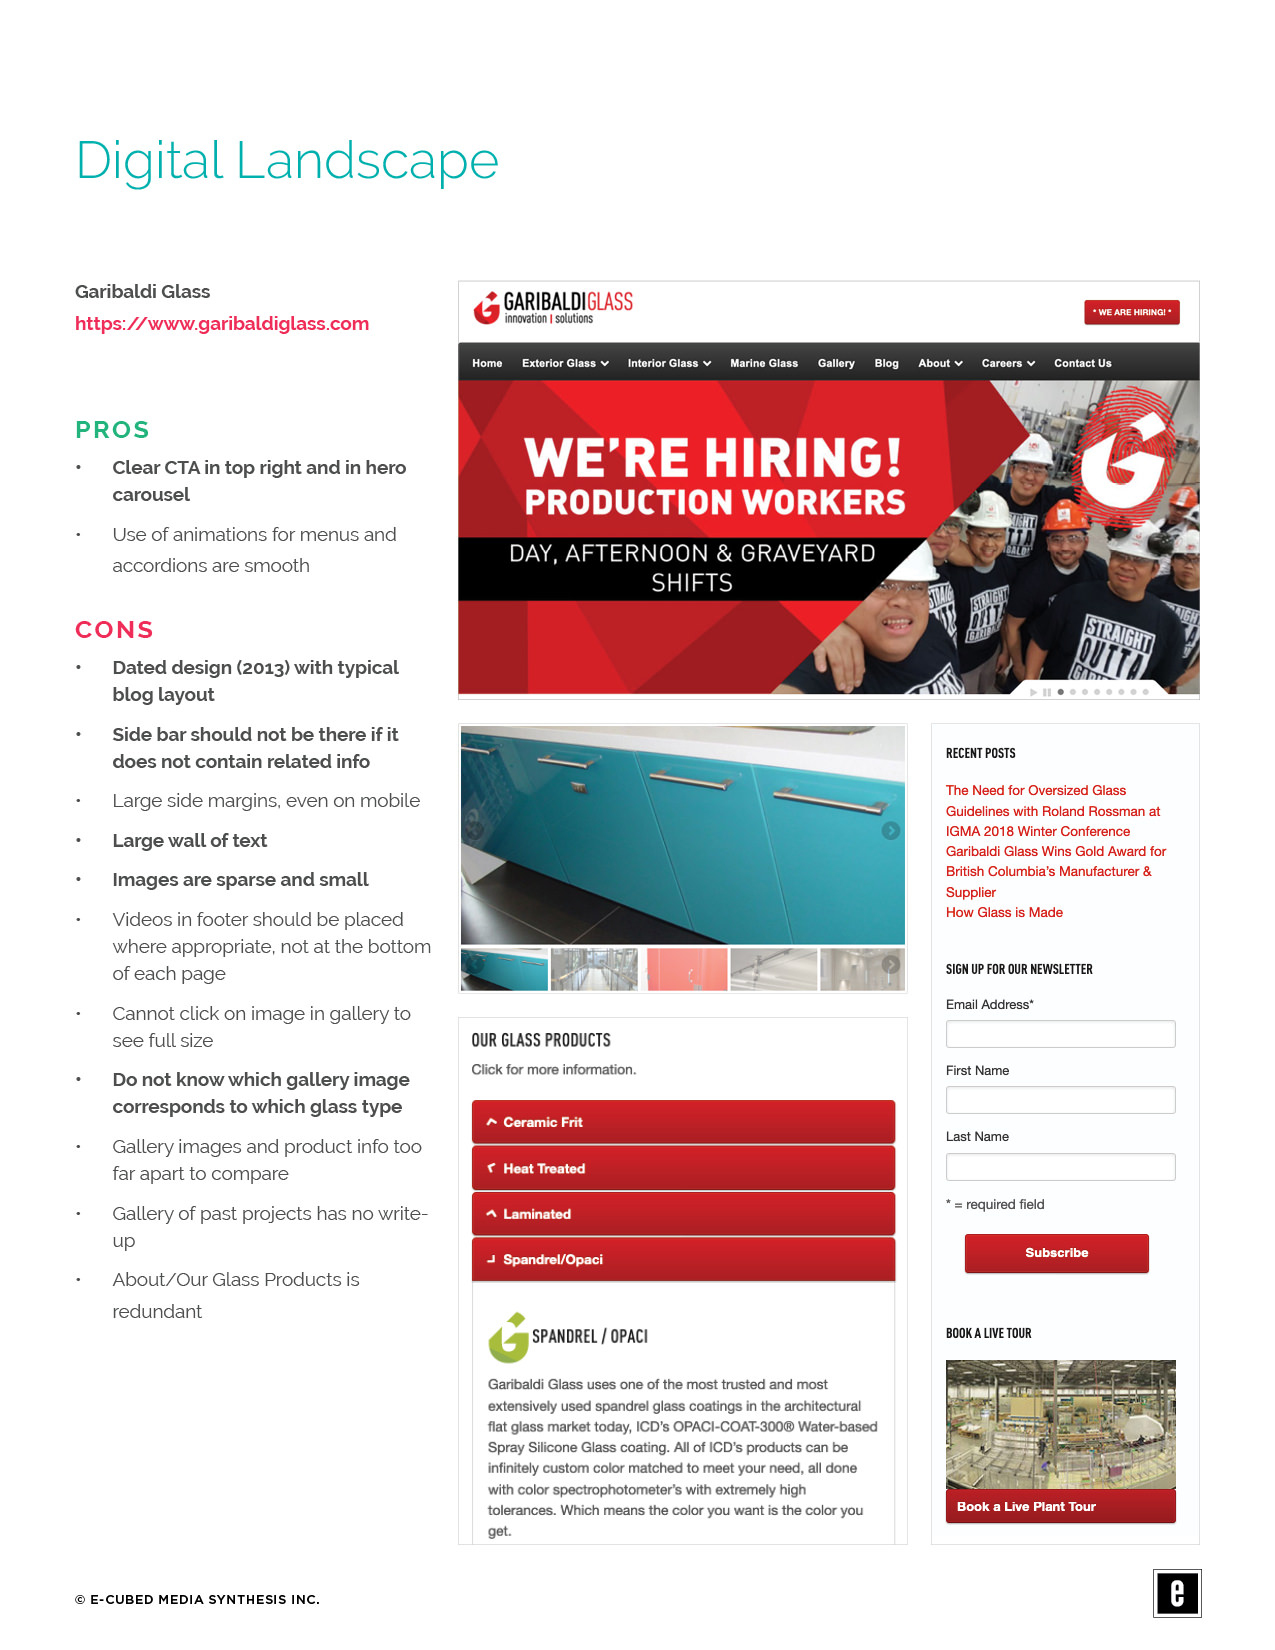 Digital Landscape
Garibaldi Glass
https://www.garibaldiglass.com
PROS
• Clear CTA in top right and in hero
carousel
• Use of animations for menus and
accordions are smooth
CONS
• Dated design (2013) with typical
blog layout
• Side bar should not be there if it
does not contain related info
• Large side margins, even on mobile
• Large wall of text
• Images are sparse and small
• Videos in footer should be placed
where appropriate, not at the bottom
of each page
• Cannot click on image in gallery to
see full size
• Do not know which gallery image
corresponds to which glass type
• Gallery images and product info too
far apart to compare
• Gallery of past projects has no write-
up
• About/Our Glass Products is
redundant
GARIBALDIGLASS
innovation | solutions
* WE ARE HIRING! *
Home Exterior Glass Interior Glass Marine Glass Gallery Blog About Careers Contact Us
WE'RE HIRING!
PRODUCTION WORKERS
DAY, AFTERNOON & GRAVEYARD
SHIFTS
STRAIGHT
OUTTA
OUR GLASS PRODUCTS
Click for more information.
Ceramic Frit
Heat Treated
Laminated
Spandrel/Opaci
SPANDREL / OPACI
Garibaldi Glass uses one of the most trusted and most
extensively used spandrel glass coatings in the architectural
flat glass market today, ICD's OPACI-COAT-300® Water-based
Spray Silicone Glass coating. All of ICD's products can be
infinitely custom color matched to meet your need, all done
with color spectrophotometer's with extremely high
tolerances. Which means the color you want is the color you
get.
RECENT POSTS
The Need for Oversized Glass
Guidelines with Roland Rossman at
IGMA 2018 Winter Conference
Garibaldi Glass Wins Gold Award for
British Columbia's Manufacturer &
Supplier
How Glass is Made
SIGN UP FOR OUR NEWSLETTER
Email Address*
First Name
Last Name
* = required field
Subscribe
BOOK A LIVE TOUR
Book a Live Plant Tour
© E-CUBED MEDIA SYNTHESIS INC.
e